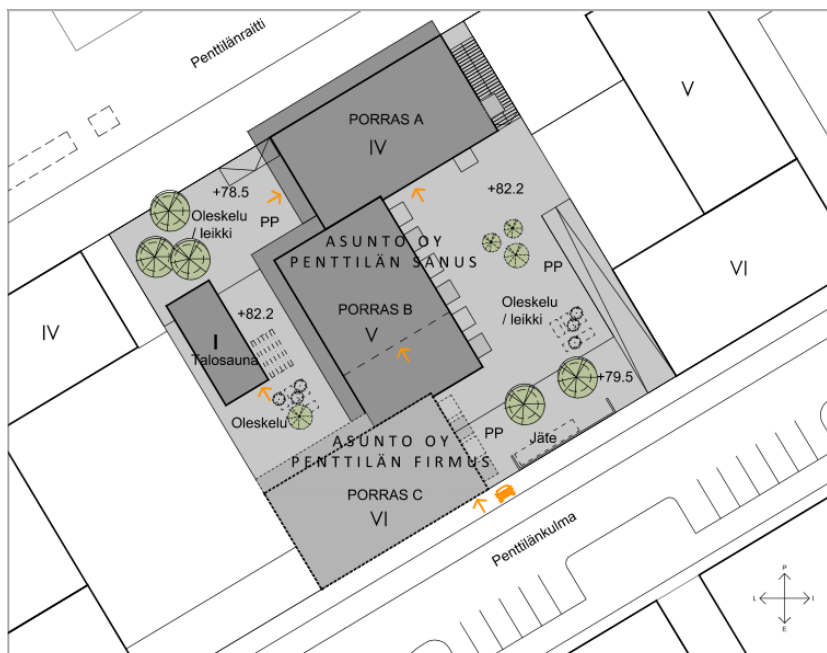 Penttilänraitti
PORRAS A
IV
V
+78.5
+82.2
Oleskelu
/ leikki
PP
ASUNTO OY
PENTTILÄN SANUS
PP
VI
+82.2
PORRAS B
V
Oleskelu
/ leikki
IV
I
Talosauna
+79.5
Oleskelu
ASUNTO OY
PENTTILÄN FIRMUS
PP
Jäte
PORRAS C
VI
Penttilänkulma
P
L
I
E